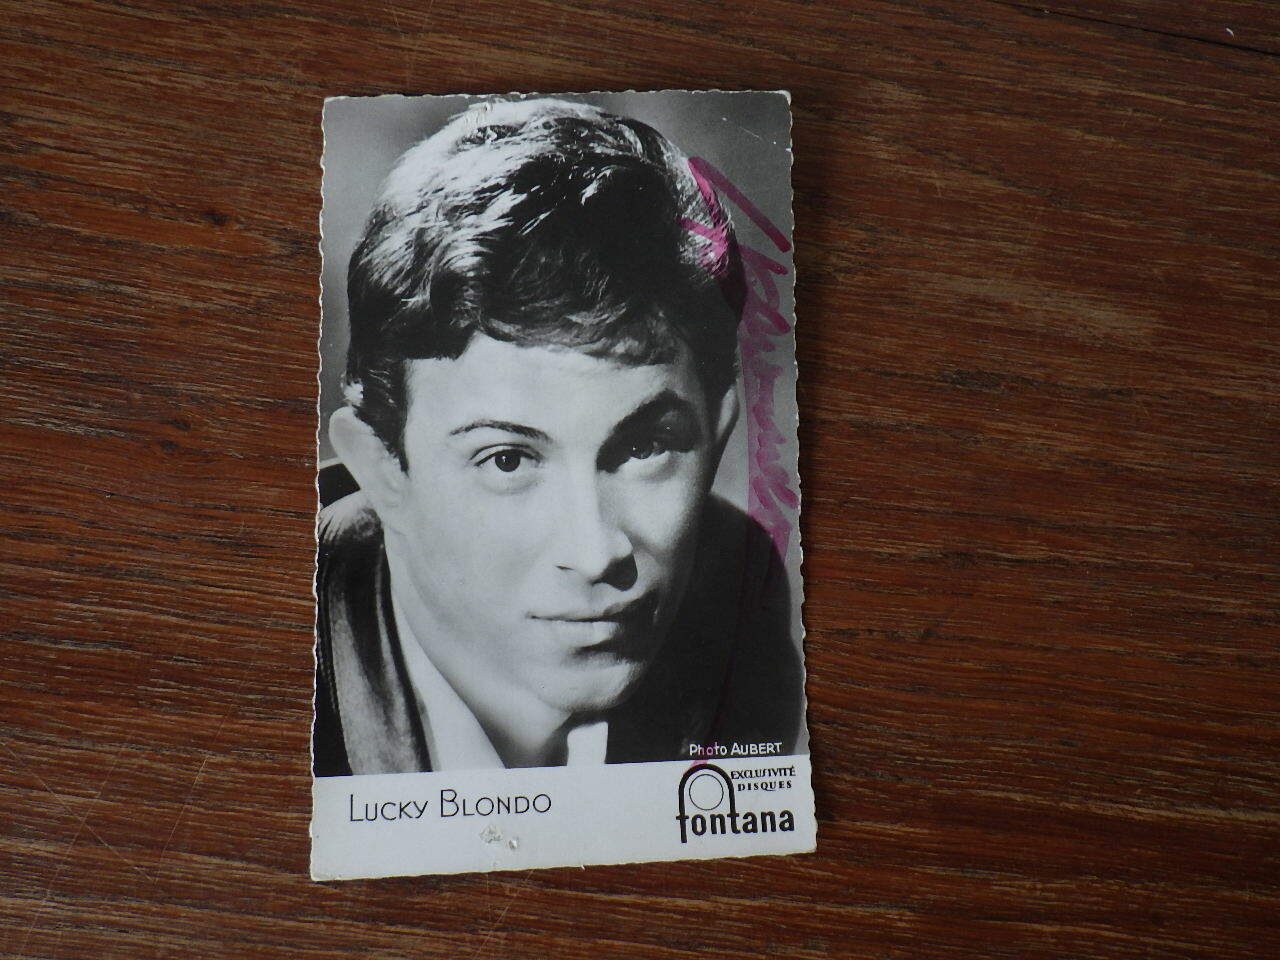 Photo AUBERT
LUCKY BLONDO
EXCLUSIVITÉ
DISQUES
fontana